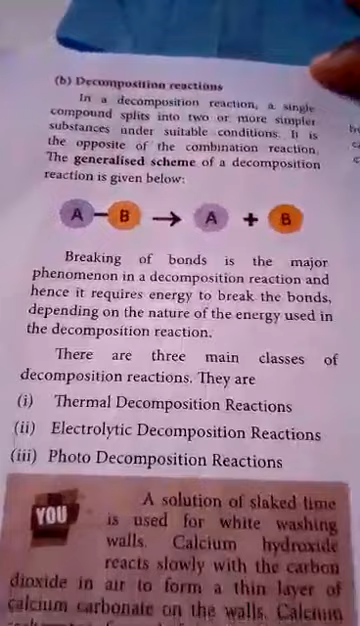 (b) Decomposition reactions
In a decomposition reaction, a single
compound splits into two or more simpler
substances under suitable conditions. It is
the opposite of the combination reaction.
The generalised scheme of a decomposition
reaction is given below:
A – B → A + B
Breaking of bonds is the major
phenomenon in a decomposition reaction and
hence it requires energy to break the bonds,
depending on the nature of the energy used in
the decomposition reaction.
There are three main classes of
decomposition reactions. They are
(i) Thermal Decomposition Reactions
(ii) Electrolytic Decomposition Reactions
(iii) Photo Decomposition Reactions
YOU
A solution of slaked lime
is used for white washing
walls. Calcium hydroxide
reacts slowly with the carbon
dioxide in air to form a thin layer of
calcium carbonate on the walls. Calcium